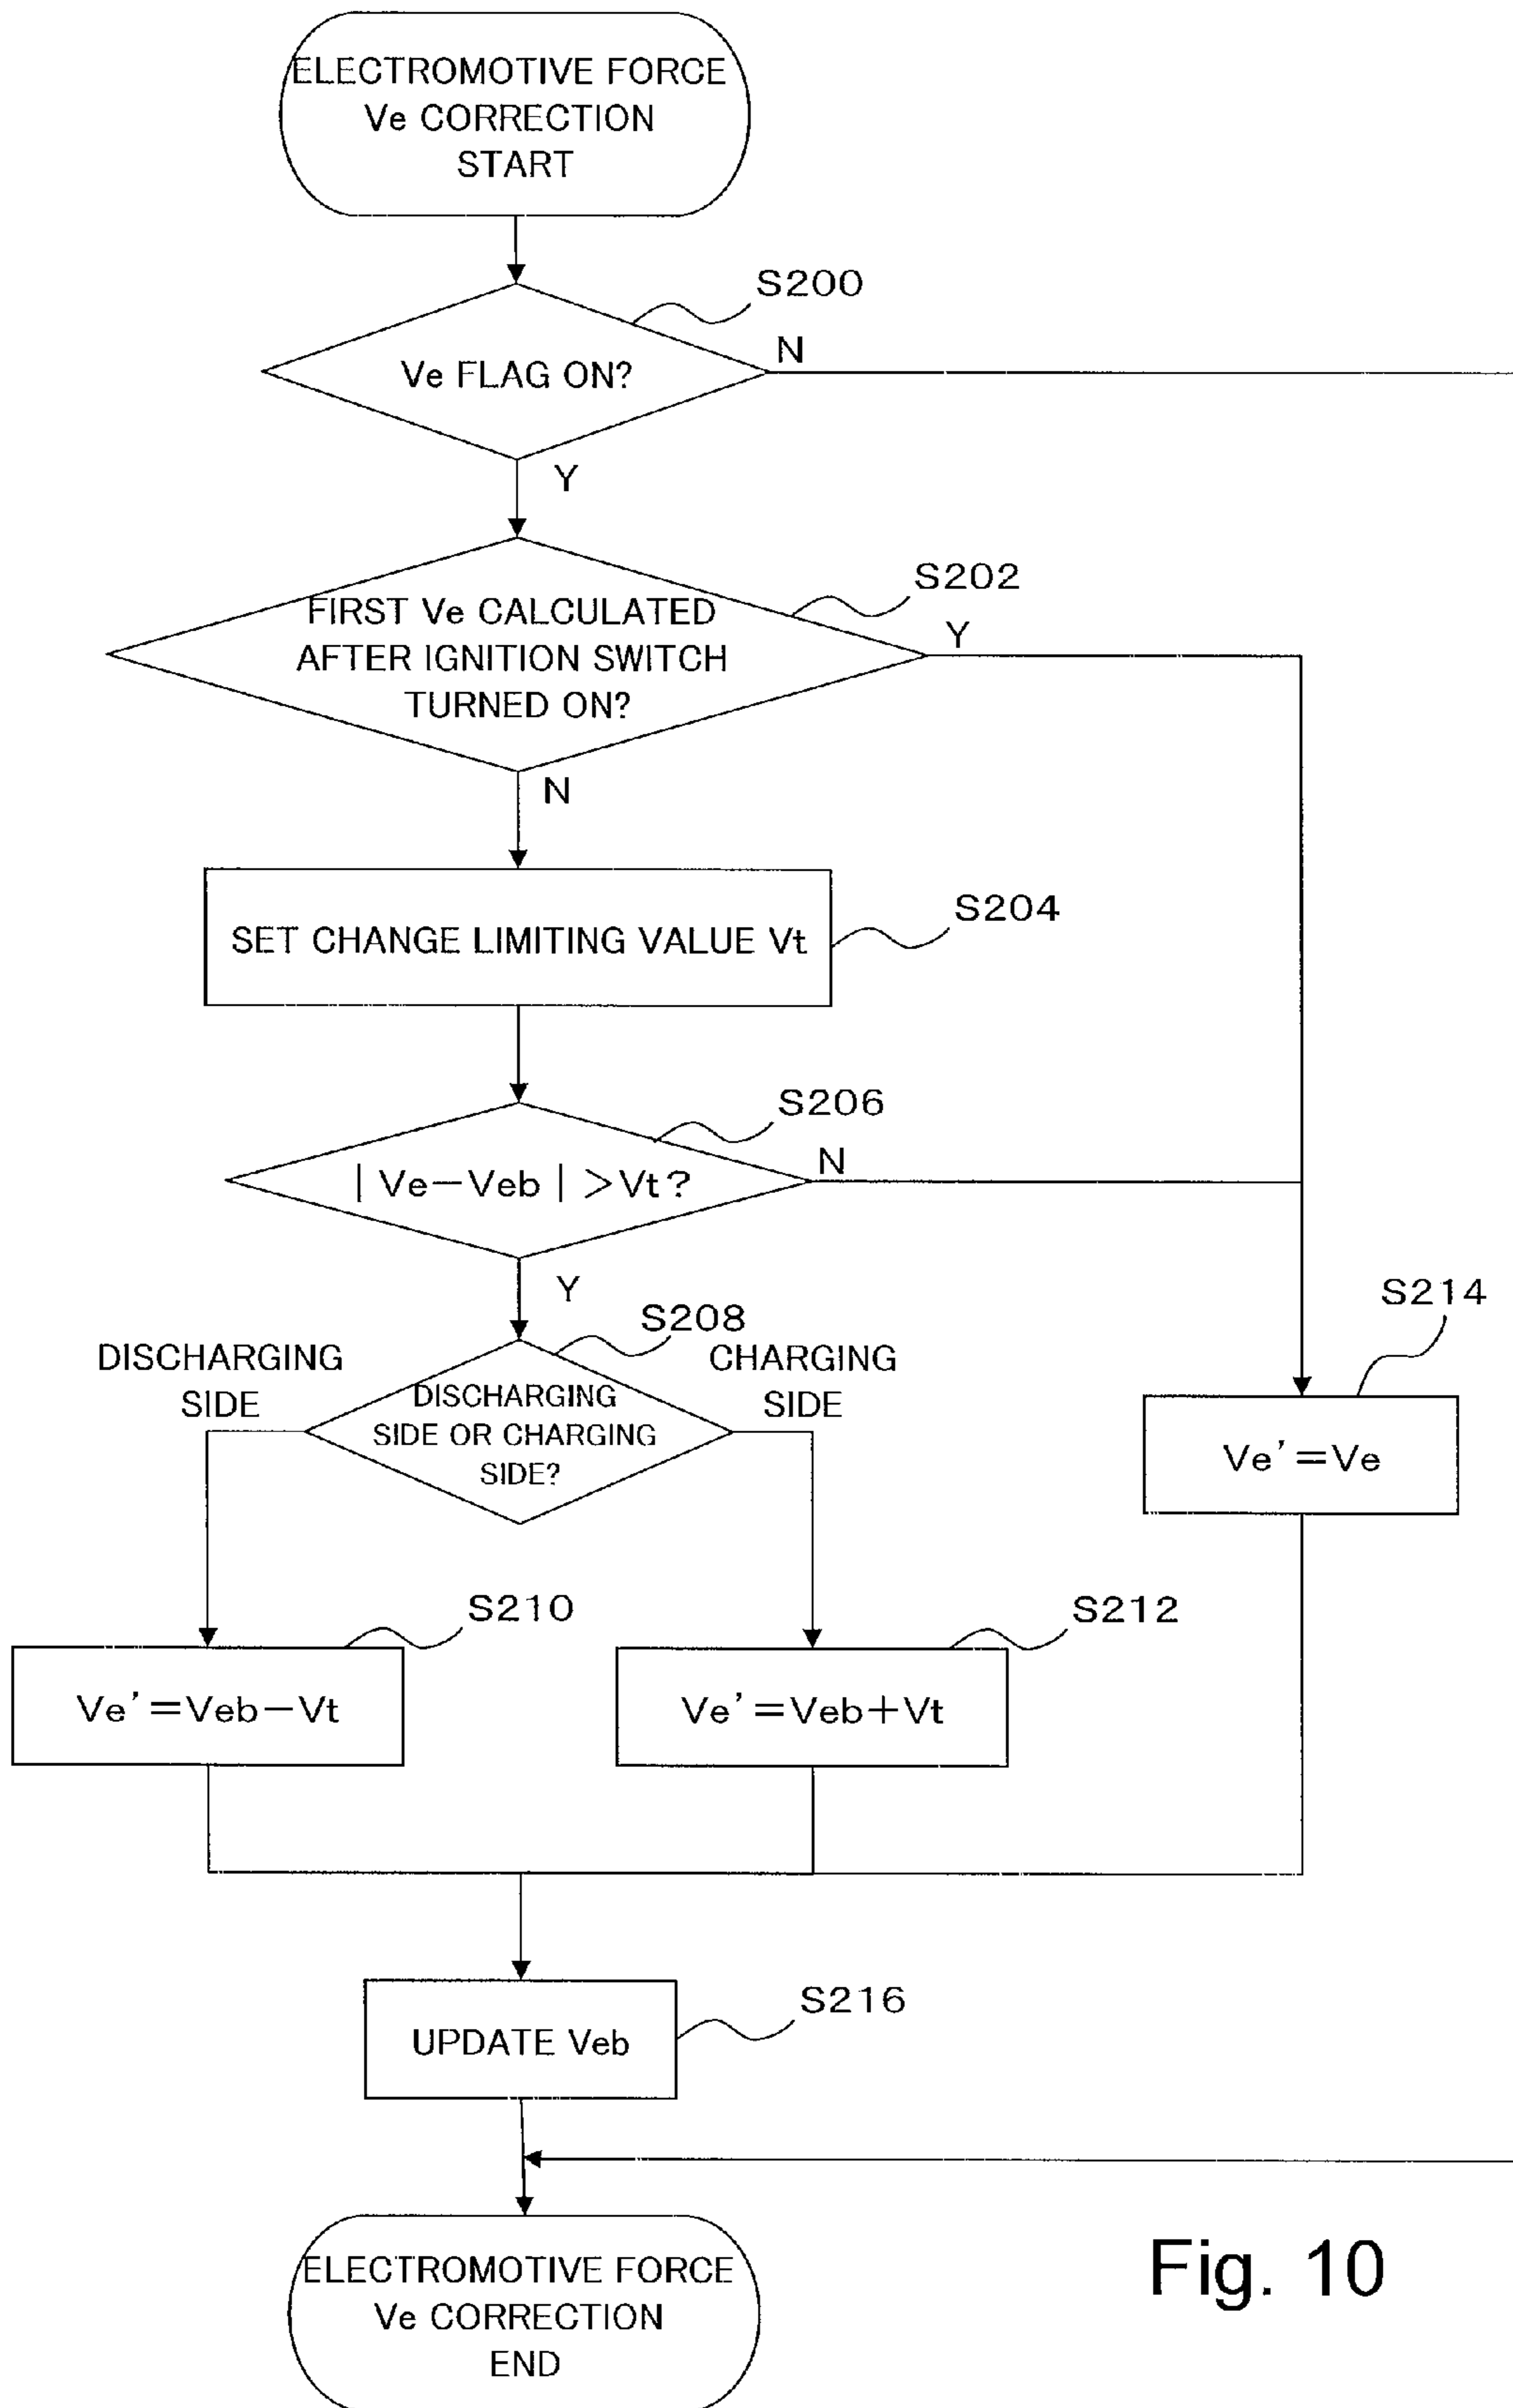 ELECTROMOTIVE FORCE
Ve CORRECTION
START
S200
Ve FLAG ON?
N
Y
S202
FIRST Ve CALCULATED
AFTER IGNITION SWITCH
TURNED ON?
Y
N
S204
SET CHANGE LIMITING VALUE Vt
S206
| Ve－Veb | ＞Vt？
N
Y
S208
DISCHARGING
SIDE
DISCHARGING
SIDE OR CHARGING
SIDE?
CHARGING
SIDE
S214
Ve’＝Ve
S210
Ve’＝Veb－Vt
S212
Ve’＝Veb＋Vt
S216
UPDATE Veb
ELECTROMOTIVE FORCE
Ve CORRECTION
END
Fig. 10